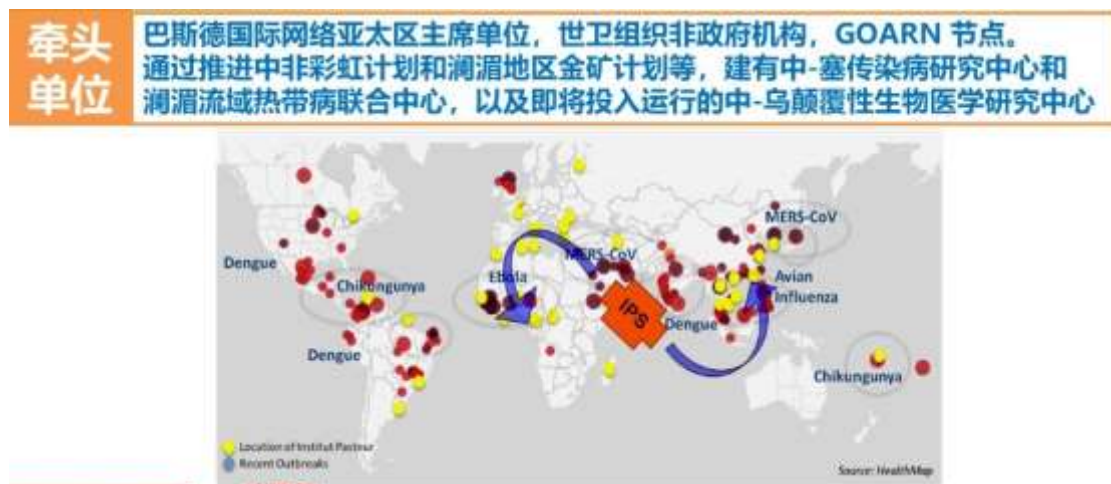 牵头
单位
巴斯德国际网络亚太区主席单位，世卫组织非政府机构，GOARN 节点。
通过推进中非彩虹计划和澜湄地区金矿计划等，建有中-塞传染病研究中心和
澜湄流域热带病联合中心，以及即将投入运行的中-乌颠覆性生物医学研究中心
MERS-CoV
Dengue
MERS-CoV
Chikungunya
Ebola
Avian
Influenza
IPS
Dengue
Dengue
Chikungunya
Location of Institut Pasteur
Recent Outbreaks
Source: HealthMap